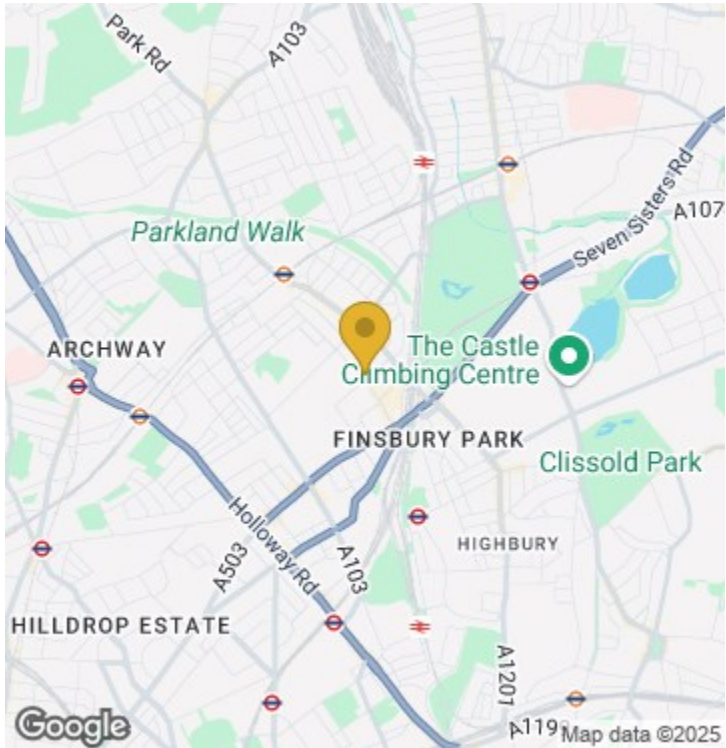 Park Rd
A103
Seven Sisters Rd
A107
Parkland Walk
ARCHWAY
The Castle
Climbing Centre
FINSBURY PARK
Clissold Park
Holloway Rd
A503
A103
HIGHBURY
HILLDROP ESTATE
A1201
A119
Google
Map data ©2025